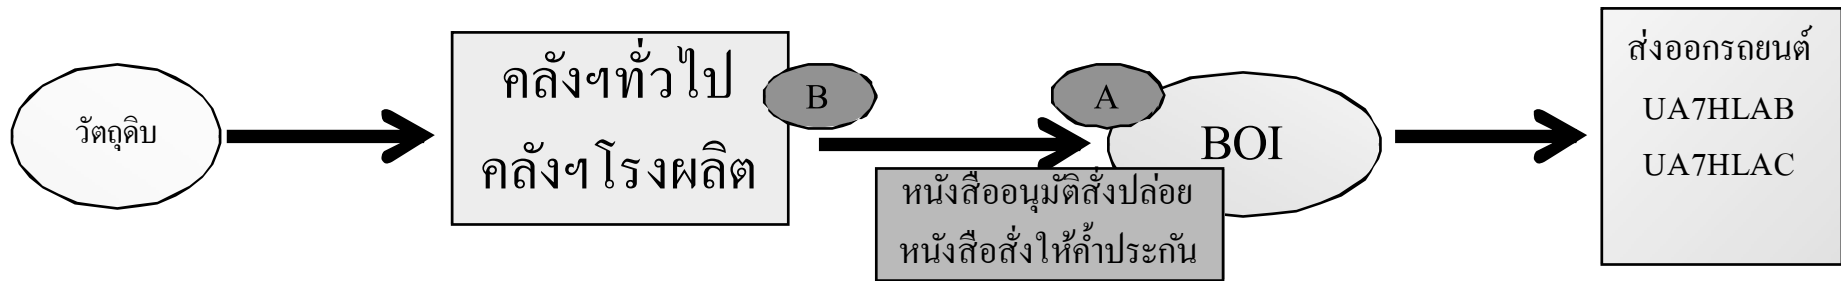 วัตถุดิบ
คลังฯทั่วไป
คลังฯโรงผลิต
B
A
BOI
หนังสืออนุมัติสั่งปล่อย
หนังสือสั่งให้ค้ำประกัน
ส่งออกรถยนต์
UA7HLAB
UA7HLAC